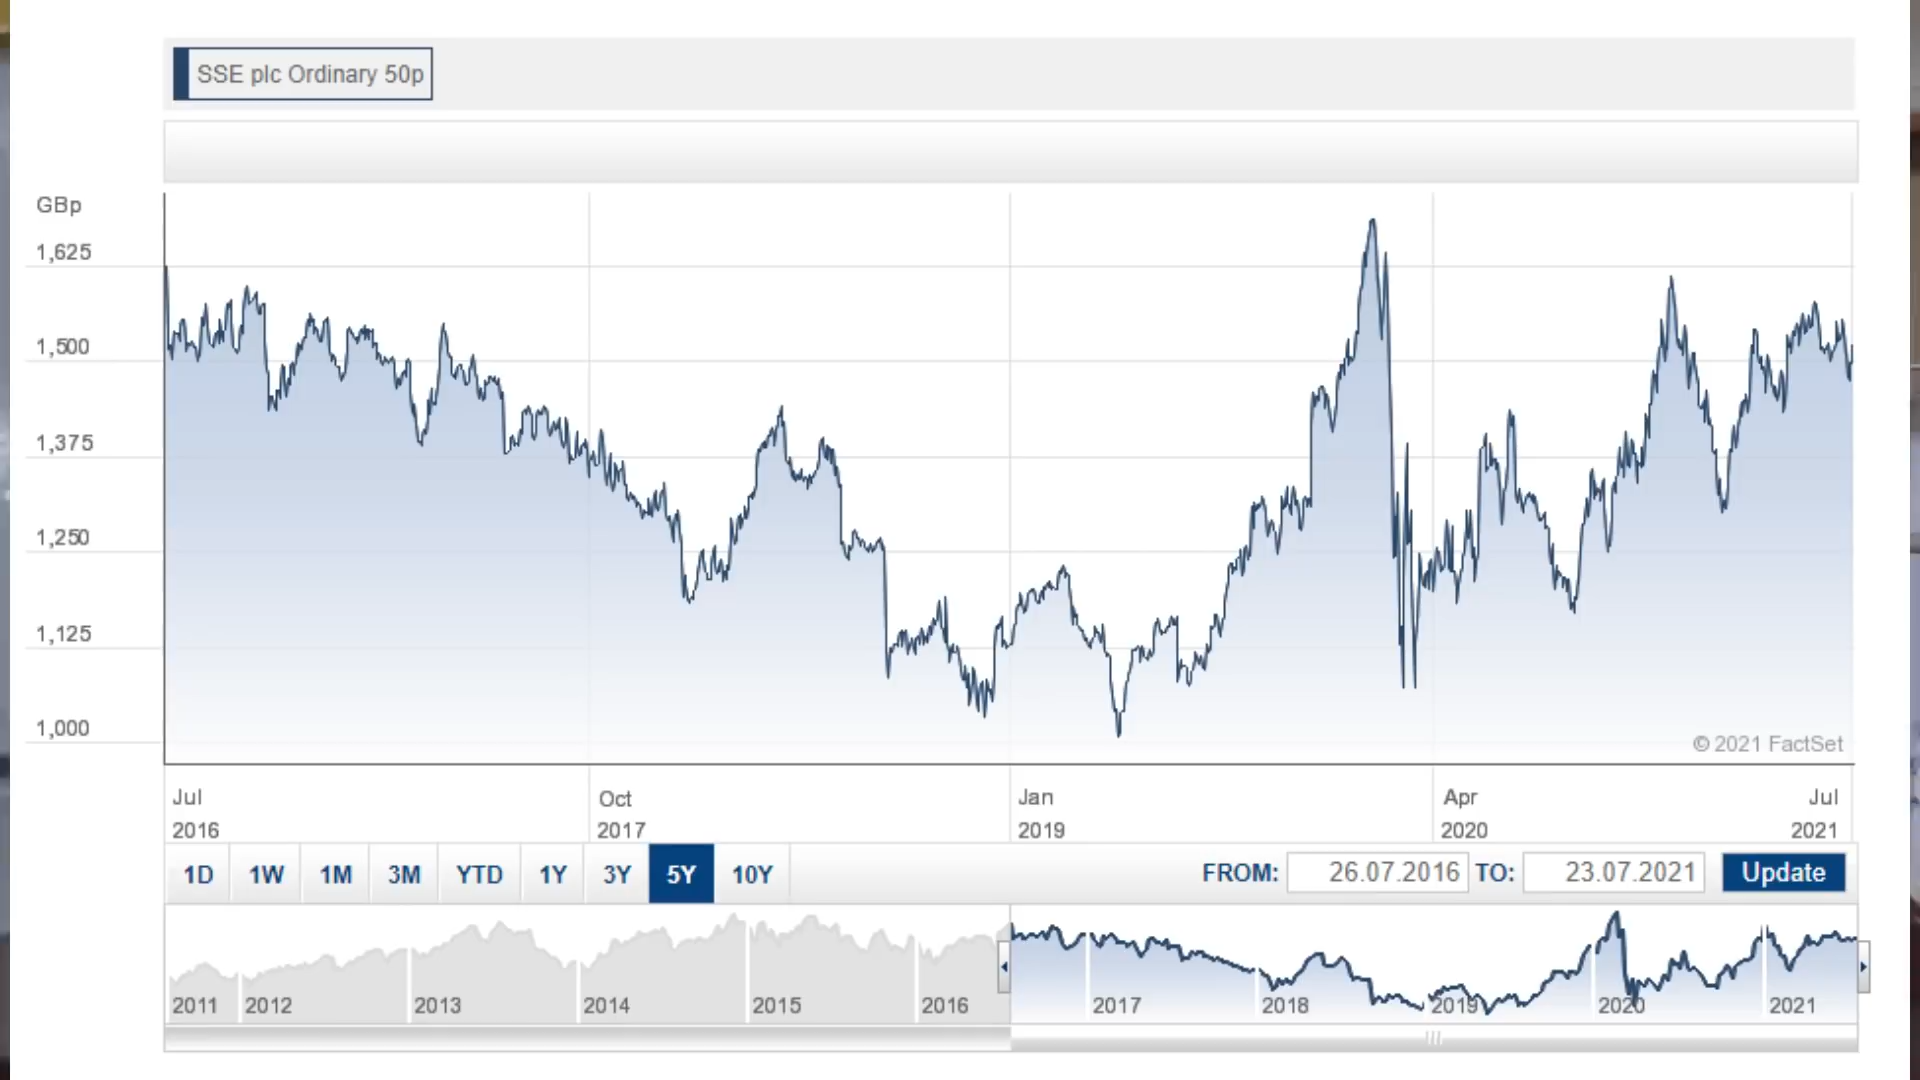 SSE plc Ordinary 50p
GBp
1,625
1,500
1,375
1,250
1,125
1,000
© 2021 FactSet
Jul Oct Jan Apr Jul
2016 2017 2019 2020 2021
1D 1W 1M 3M YTD 1Y 3Y 5Y 10Y FROM: 26.07.2016 TO: 23.07.2021 Update
2011 2012 2013 2014 2015 2016 2017 2018 2019 2020 2021